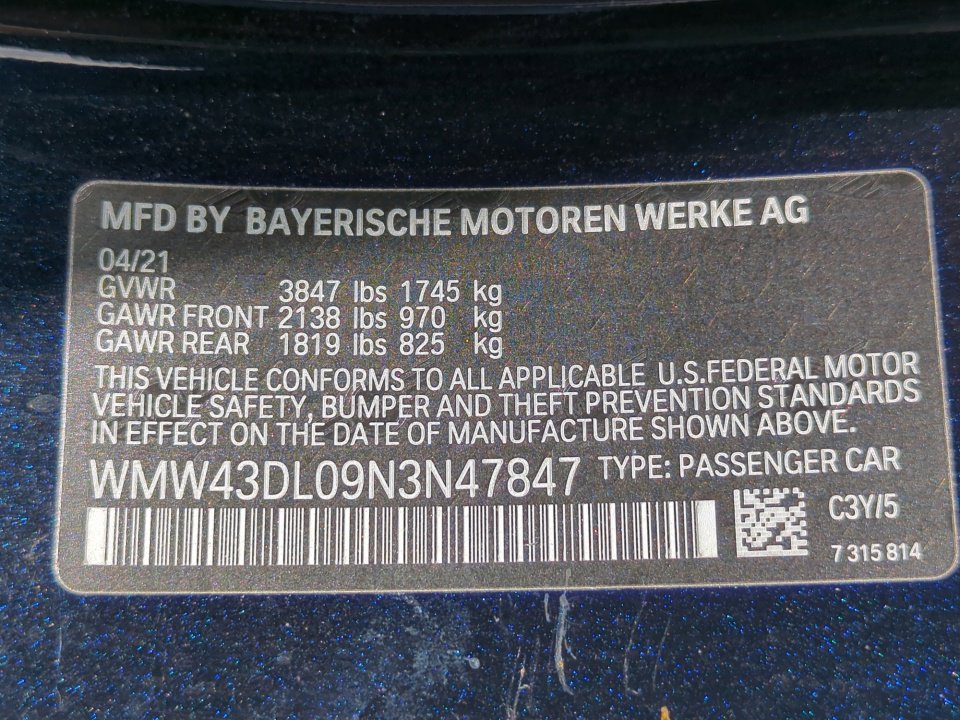 MFD BY BAYERISCHE MOTOREN WERKE AG
04/21
GVWR 3847 lbs 1745 kg
GAWR FRONT 2138 lbs 970 kg
GAWR REAR 1819 lbs 825 kg
THIS VEHICLE CONFORMS TO ALL APPLICABLE U.S.FEDERAL MOTOR
VEHICLE SAFETY, BUMPER AND THEFT PREVENTION STANDARDS
IN EFFECT ON THE DATE OF MANUFACTURE SHOWN ABOVE.
WMW43DL09N3N47847 TYPE: PASSENGER CAR
C3Y/5
7 315 814